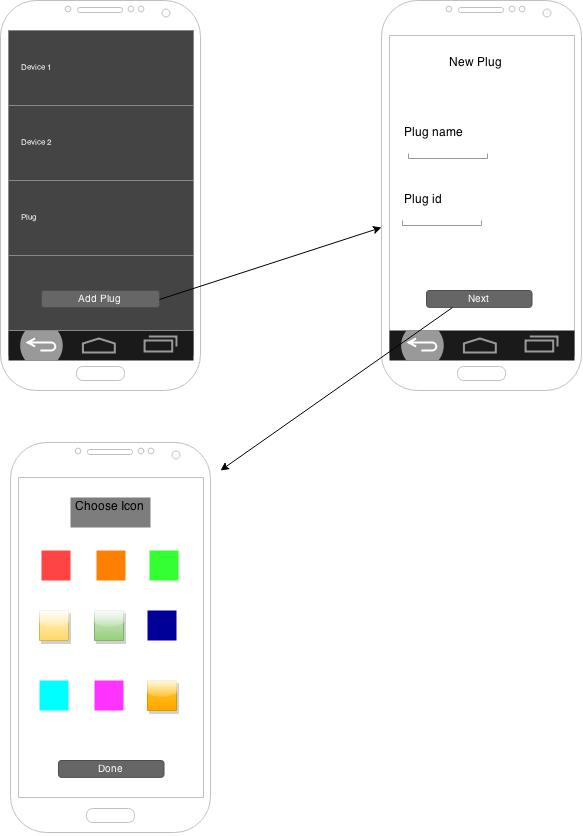 Device 1
Device 2
Plug
Add Plug
New Plug
Plug name
Plug id
Next
Choose Icon
Done